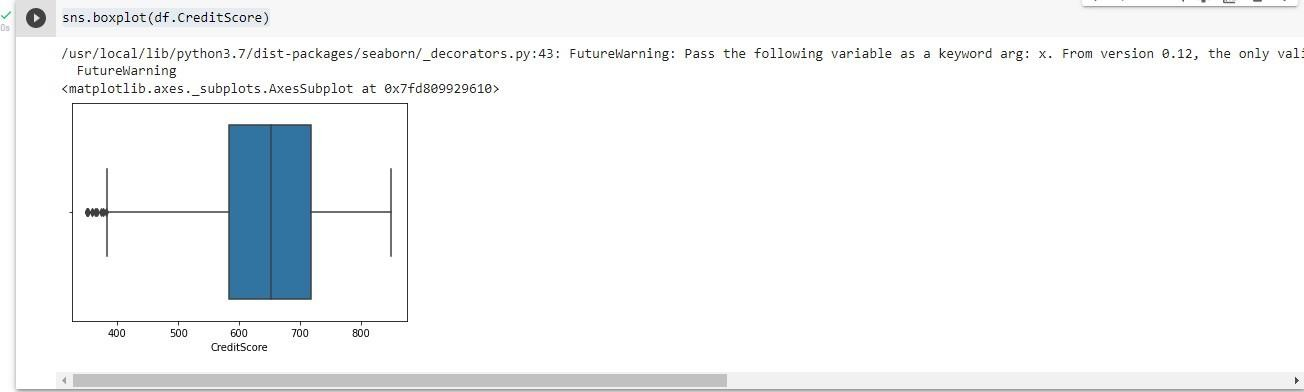 sns.boxplot(df.CreditScore)
0s
/usr/local/lib/python3.7/dist-packages/seaborn/_decorators.py:43: FutureWarning: Pass the following variable as a keyword arg: x. From version 0.12, the only vali
FutureWarning
<matplotlib.axes._subplots.AxesSubplot at 0x7fd809929610>
400 500 600 700 800
CreditScore